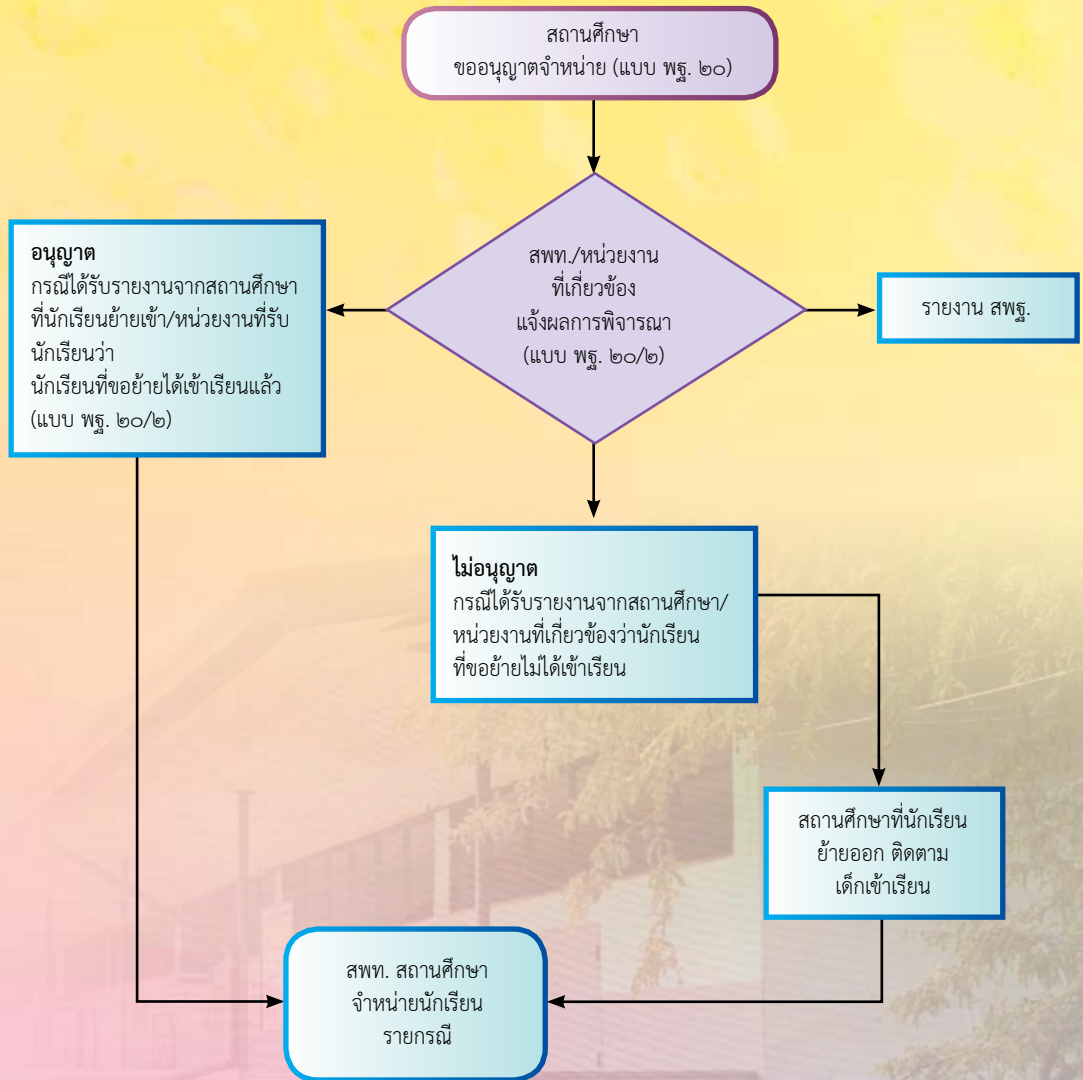 สถานศึกษา
ขออนุญาตจำหน่าย (แบบ พฐ. ๒๐)
สพท./หน่วยงาน
ที่เกี่ยวข้อง
แจ้งผลการพิจารณา
(แบบ พฐ. ๒๐/๒)
อนุญาต
กรณีได้รับรายงานจากสถานศึกษา
ที่นักเรียนย้ายเข้า/หน่วยงานที่รับ
นักเรียนว่า
นักเรียนที่ขอย้ายได้เข้าเรียนแล้ว
(แบบ พฐ. ๒๐/๒)
รายงาน สพฐ.
ไม่อนุญาต
กรณีได้รับรายงานจากสถานศึกษา/
หน่วยงานที่เกี่ยวข้องว่านักเรียน
ที่ขอย้ายไม่ได้เข้าเรียน
สถานศึกษาที่นักเรียน
ย้ายออก ติดตาม
เด็กเข้าเรียน
สพท. สถานศึกษา
จำหน่ายนักเรียน
รายกรณี